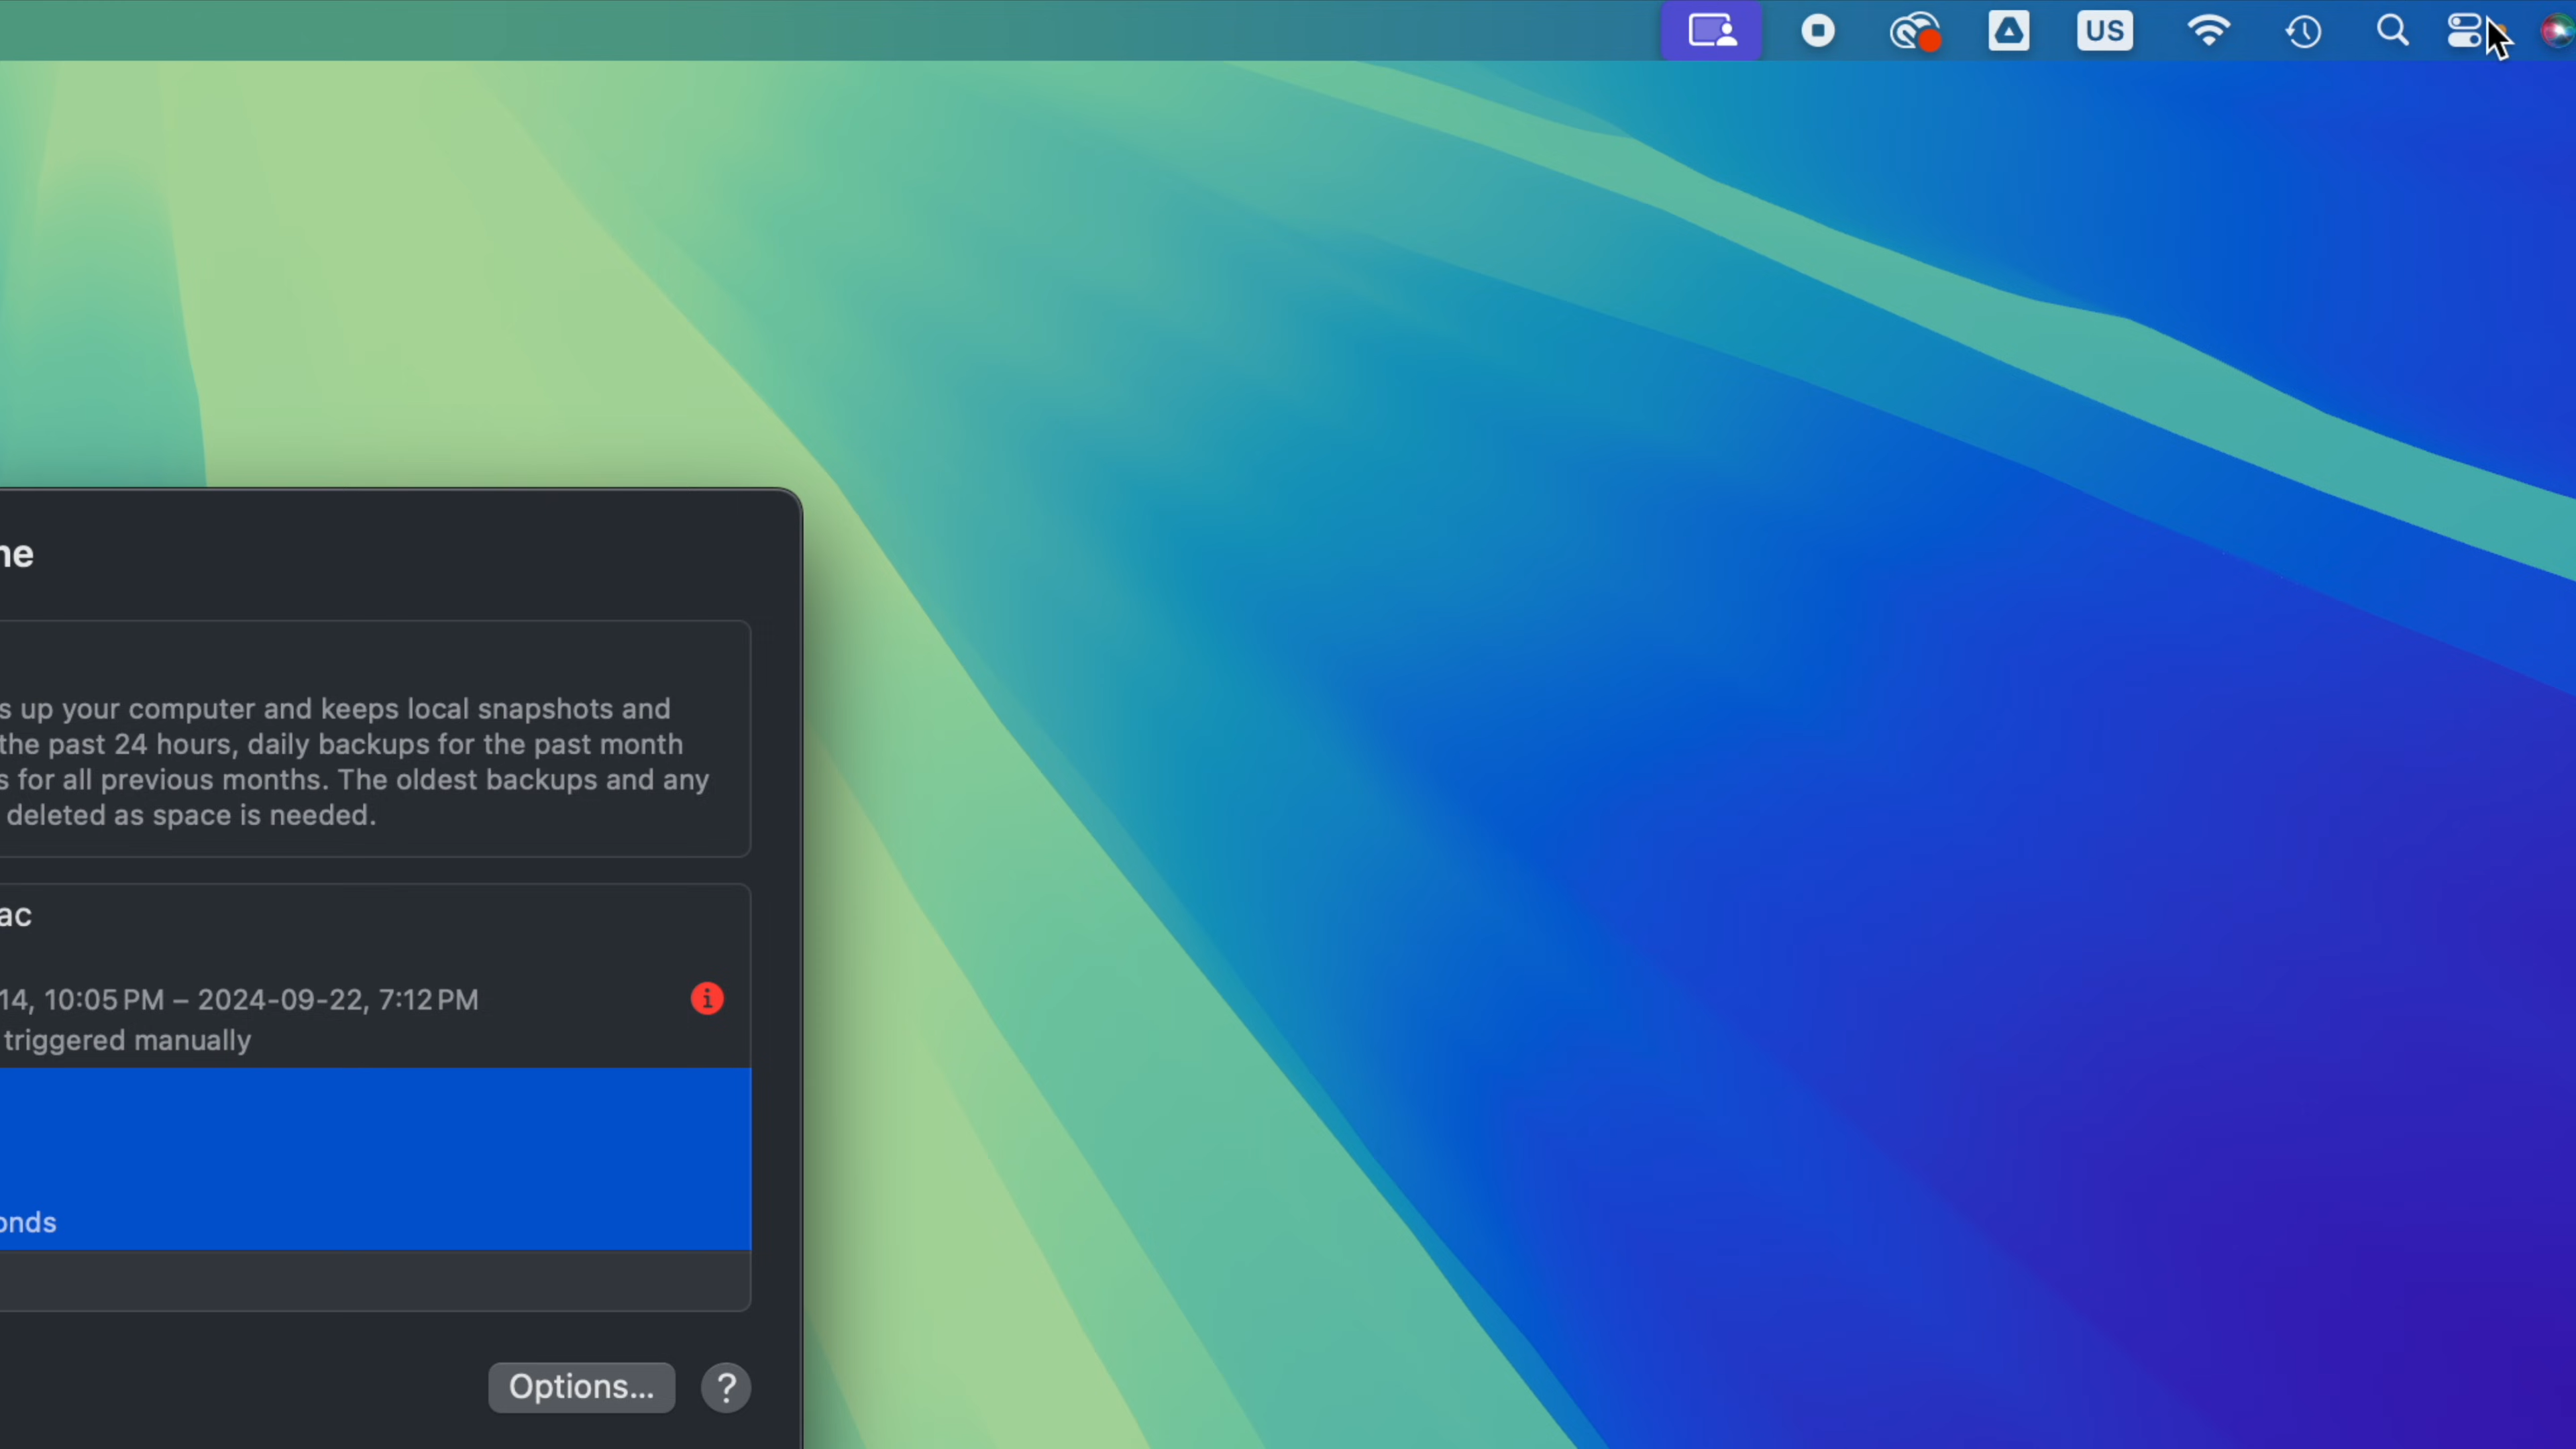 US
ne
s up your computer and keeps local snapshots and
the past 24 hours, daily backups for the past month
s for all previous months. The oldest backups and any
deleted as space is needed.
ac
14, 10:05 PM – 2024-09-22, 7:12 PM
triggered manually
onds
Options...
?